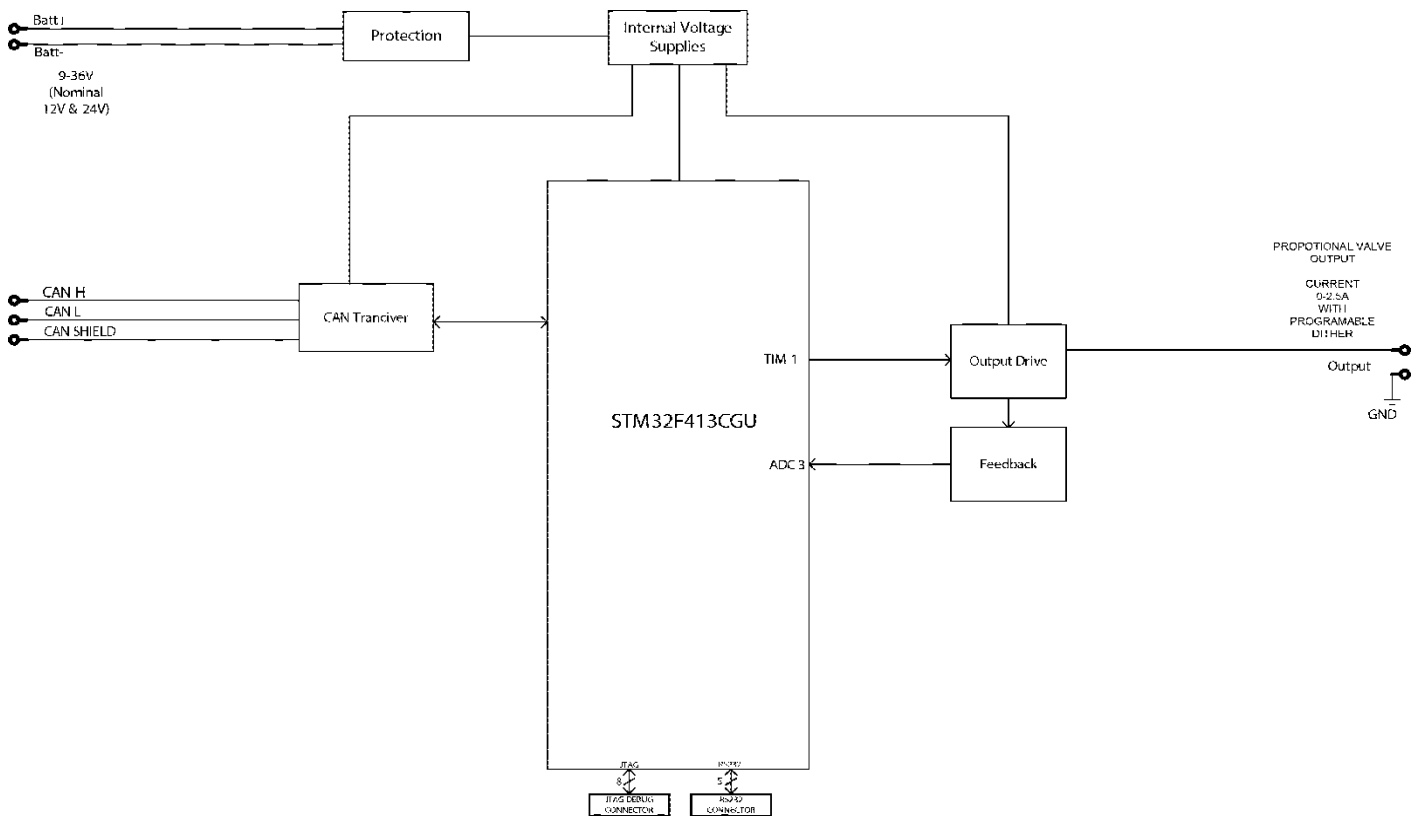 Batt+
Batt-
9-36V
(Nominal
12V & 24V)
Protection
Internal Voltage
Supplies
CAN H
CAN L
CAN SHIELD
CAN Tranciver
STM32F413CGU
TIM 1
ADC 3
Output Drive
Feedback
PROPOTIONAL VALVE
OUTPUT
CURRENT
0-2.5A
WITH
PROGRAMABLE
DITHER
Output
GND
JTAG
RS232
8
5
JTAG DEBUG
CONNECTOR
RS232
CONNECTOR